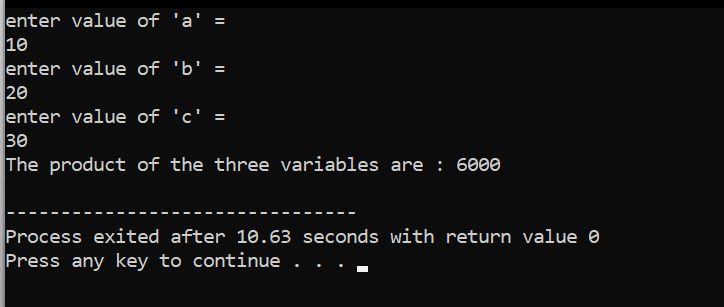 enter value of 'a' =
10
enter value of 'b' =
20
enter value of 'c' =
30
The product of the three variables are : 6000
--------------------------------
Process exited after 10.63 seconds with return value 0
Press any key to continue . . .